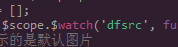 = [];
$scope.$watch('dfsrc', fu
示的是默认图片